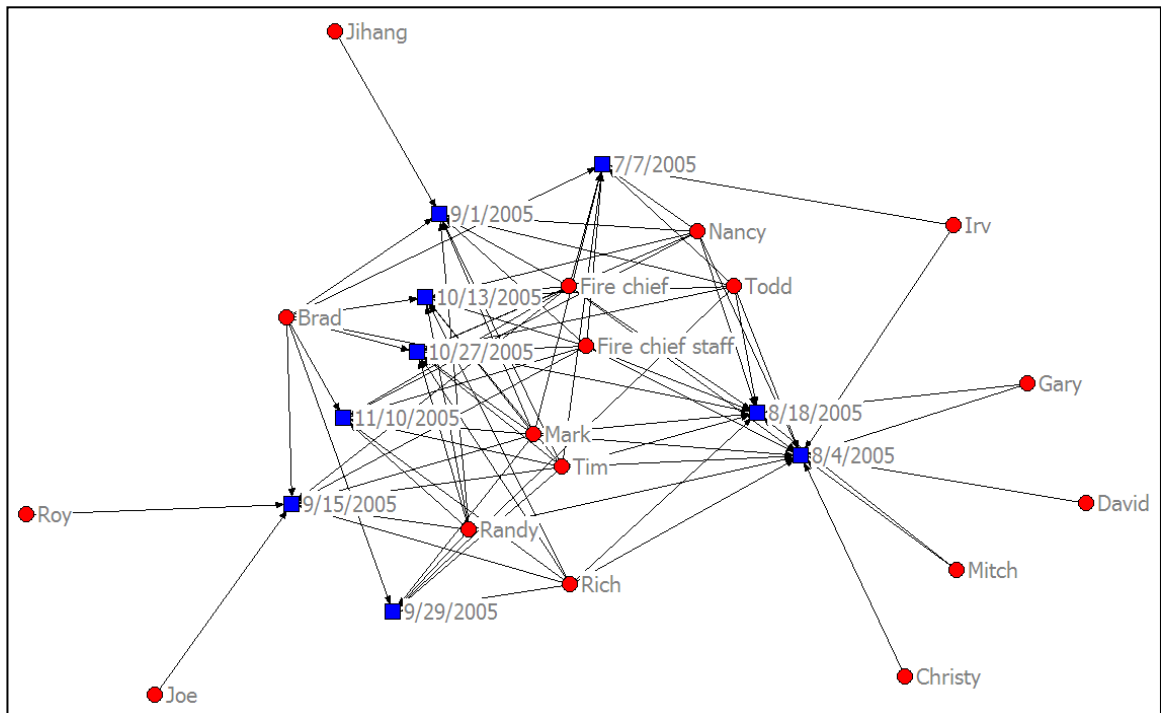 Jihang
7/7/2005
9/1/2005
Irv
Nancy
Fire chief
Todd
10/13/2005
Brad
Fire chief staff
10/27/2005
Gary
8/18/2005
11/10/2005
Mark
8/4/2005
Tim
9/15/2005
David
Roy
Randy
Mitch
Rich
9/29/2005
Christy
Joe